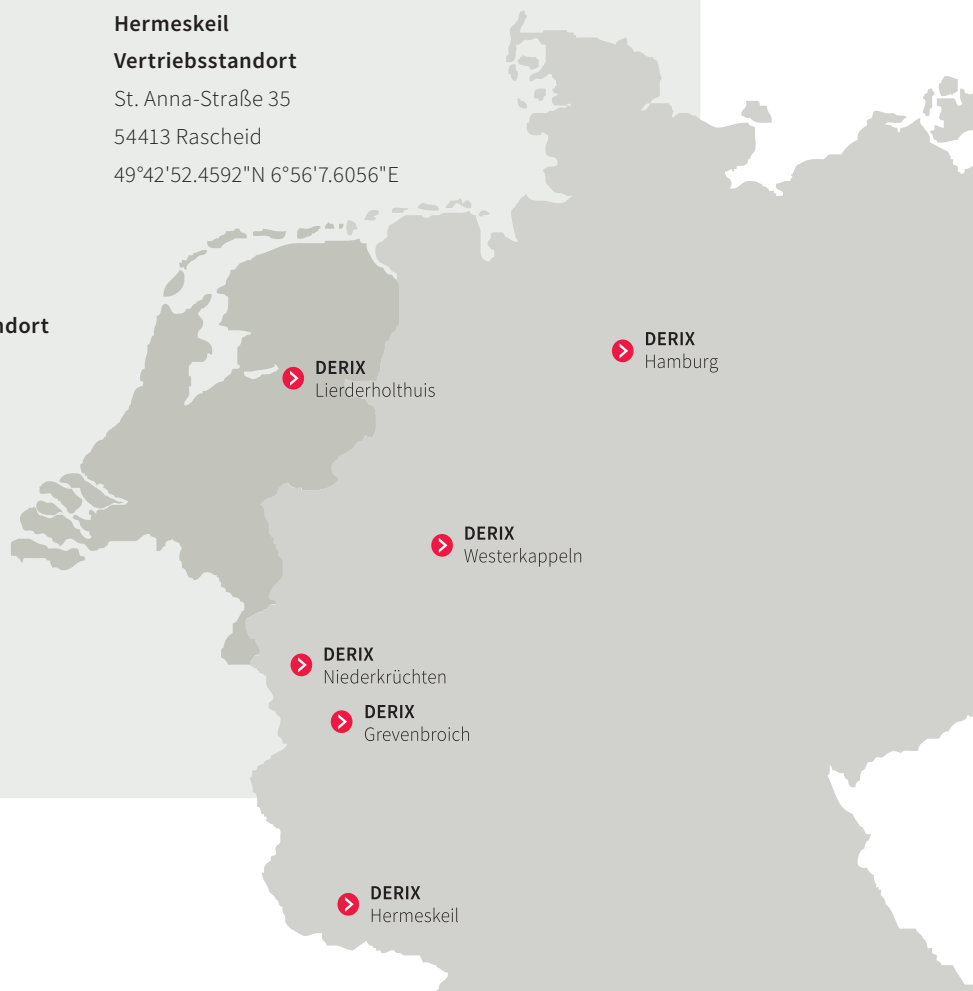 Hermeskeil
Vertriebsstandort
St. Anna-Straße 35
54413 Rascheid
49°42'52.4592"N 6°56'7.6056"E
ndort
DERIX
Hamburg
DERIX
Lierderholthuis
DERIX
Westerkappeln
DERIX
Niederkrüchten
DERIX
Grevenbroich
DERIX
Hermeskeil